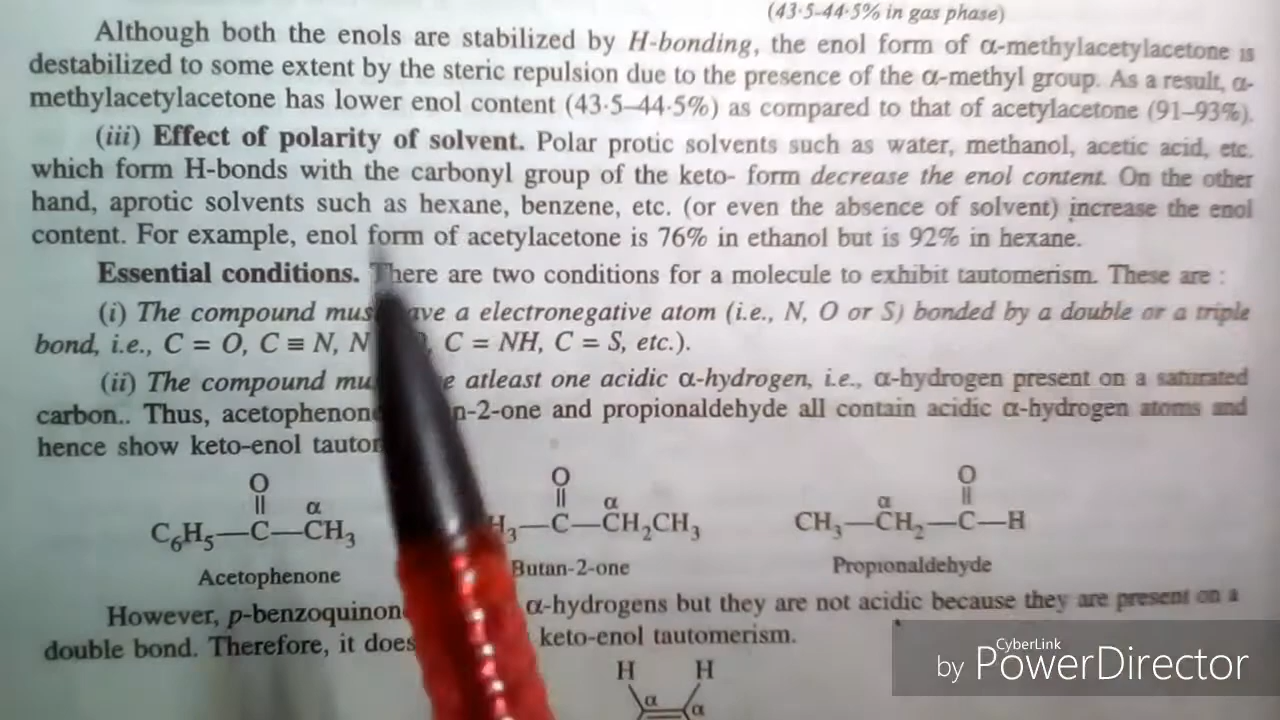 (43·5-44·5% in gas phase)
Although both the enols are stabilized by H-bonding, the enol form of α-methylacetylacetone is
destabilized to some extent by the steric repulsion due to the presence of the α-methyl group. As a result, α-
methylacetylacetone has lower enol content (43·5–44·5%) as compared to that of acetylacetone (91–93%).
(iii) Effect of polarity of solvent. Polar protic solvents such as water, methanol, acetic acid, etc.
which form H-bonds with the carbonyl group of the keto- form decrease the enol content. On the other
hand, aprotic solvents such as hexane, benzene, etc. (or even the absence of solvent) increase the enol
content. For example, enol form of acetylacetone is 76% in ethanol but is 92% in hexane.
Essential conditions. There are two conditions for a molecule to exhibit tautomerism. These are :
(i) The compound must have a electronegative atom (i.e., N, O or S) bonded by a double or a triple
bond, i.e., C = O, C ≡ N, N C = NH, C = S, etc.).
(ii) The compound atleast one acidic α-hydrogen, i.e., α-hydrogen present on a saturated
carbon.. Thus, acetophenone n-2-one and propionaldehyde all contain acidic α-hydrogen atoms and
hence show keto-enol
O O O
|| α || α α ||
C6H5—C—CH3 H3—C—CH2CH3 CH3—CH2—C—H
Acetophenone Butan-2-one Propionaldehyde
However, p-benzoquinon α-hydrogens but they are not acidic because they are present on a
double bond. Therefore, it does keto-enol tautomerism.
H H
α α
by CyberLink PowerDirector